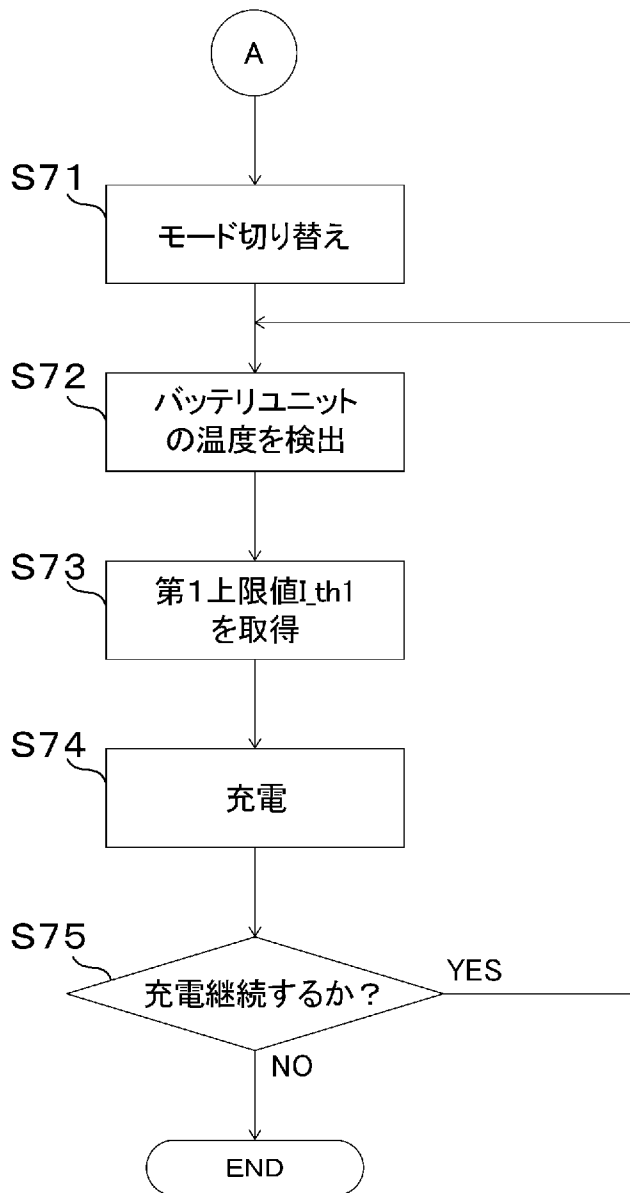 A
S71
モード切り替え
S72
バッテリユニット
の温度を検出
S73
第1上限値I_th1
を取得
S74
充電
S75
充電継続するか？
YES
NO
END